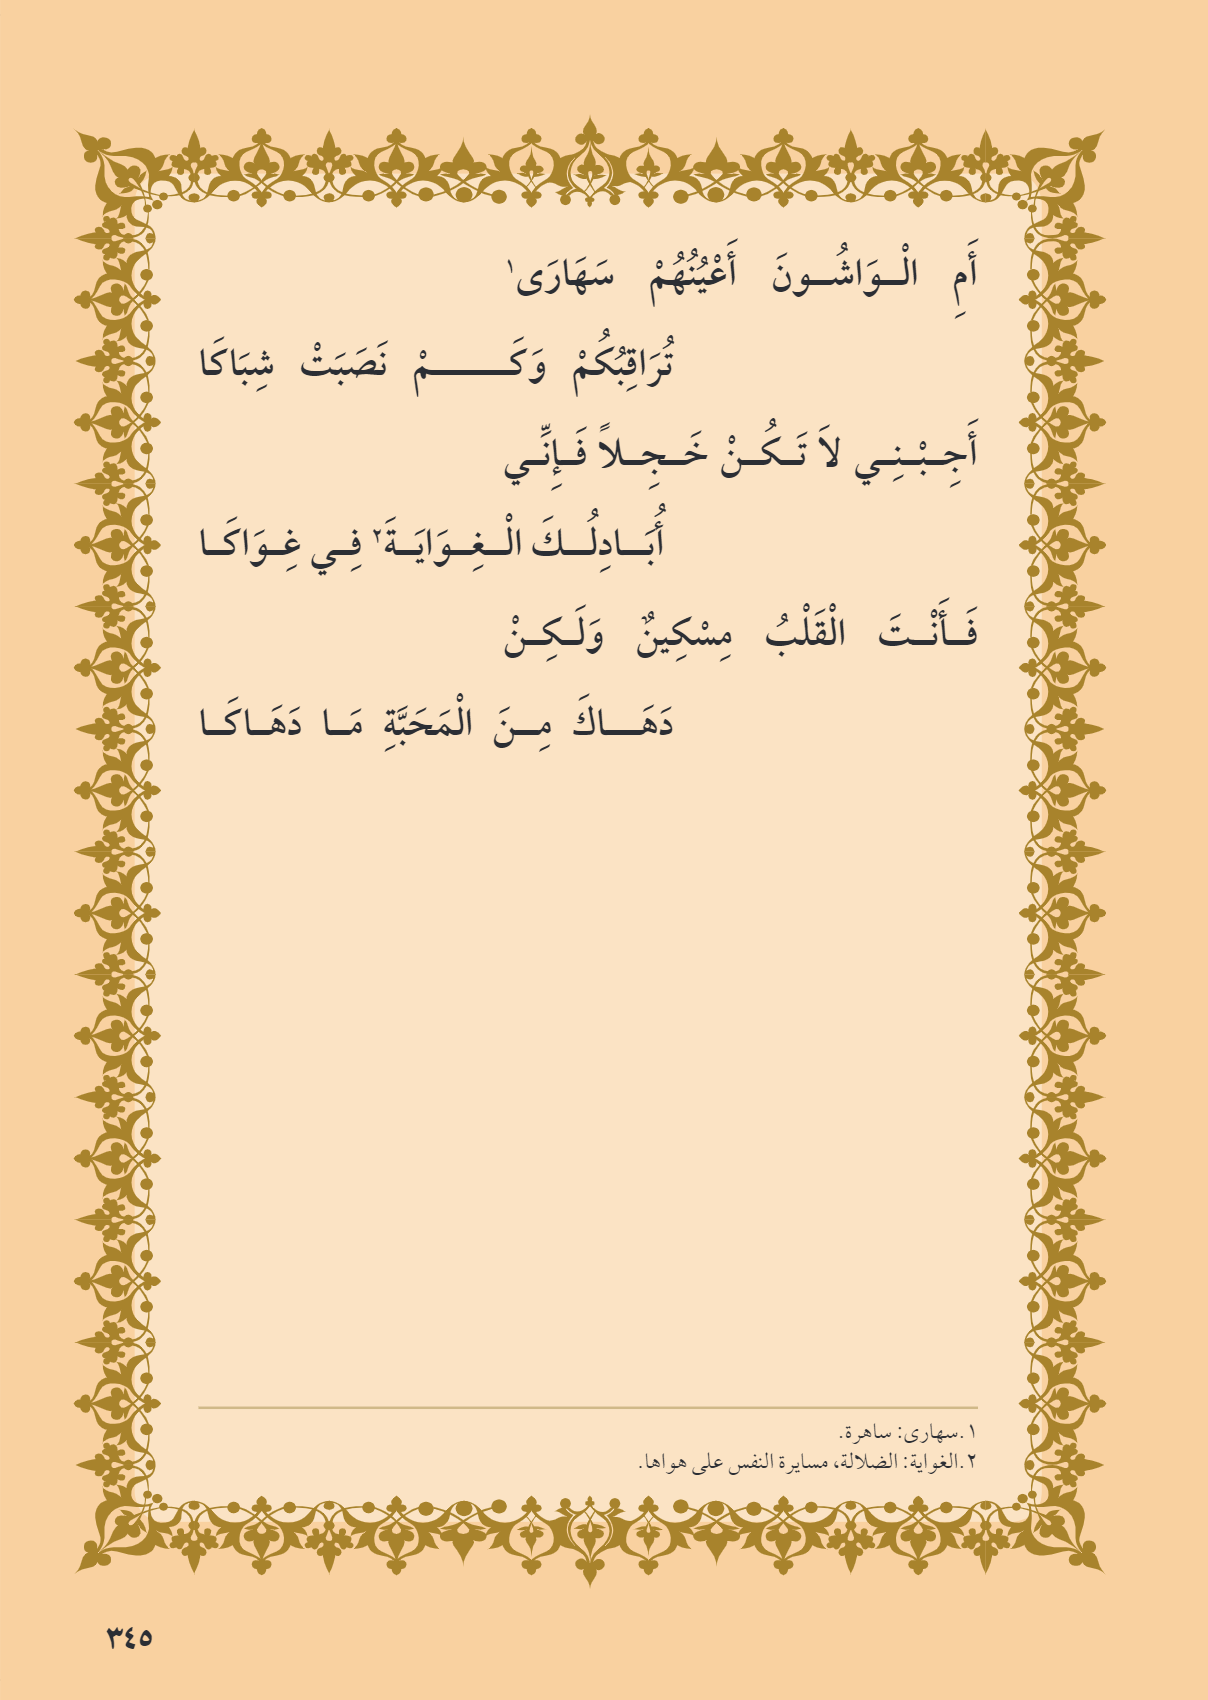 أَمِ الْوَاشُونَ أَعْيُنُهُمْ سَهَارَى١
تُرَاقِبُكُمْ وَكَمْ نَصَبَتْ شِبَاكَا
أَجِبْنِي لاَ تَكُنْ خَجِلاً فَإِنِّي
أُبَادِلُكَ الْغِوَايَةَ٢ فِي غِوَاكَا
فَأَنْتَ الْقَلْبُ مِسْكِينٌ وَلَكِنْ
دَهَاكَ مِنَ الْمَحَبَّةِ مَا دَهَاكَا
١.سهارى: ساهرة.
٢.الغواية: الضلالة، مسايرة النفس على هواها.
٣٤٥